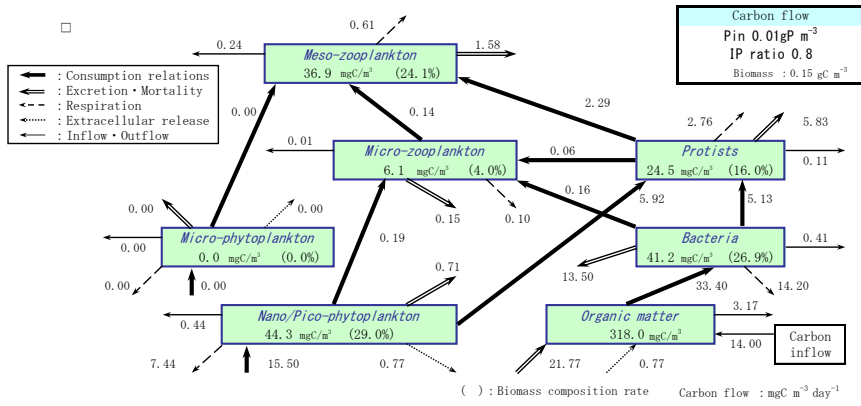 Carbon flow
Pin 0.01gP m⁻³
IP ratio 0.8
Biomass : 0.15 gC m⁻³
: Consumption relations
: Excretion・Mortality
: Respiration
: Extracellular release
: Inflow・Outflow
0.61
0.24
1.58
Meso-zooplankton
36.9 mgC/m³ (24.1%)
0.00
0.14
2.29
2.76
5.83
0.01
Micro-zooplankton
6.1 mgC/m³ (4.0%)
0.06
Protists
24.5 mgC/m³ (16.0%)
0.11
0.15
0.10
0.16
5.92
5.13
0.00
0.00
Micro-phytoplankton
0.0 mgC/m³ (0.0%)
0.00
0.00
0.00
0.19
Bacteria
41.2 mgC/m³ (26.9%)
0.41
13.50
14.20
33.40
0.71
0.44
Nano/Pico-phytoplankton
44.3 mgC/m³ (29.0%)
7.44
15.50
0.77
Organic matter
318.0 mgC/m³
3.17
14.00
Carbon
inflow
21.77
0.77
( ) : Biomass composition rate
Carbon flow : mgC m⁻³ day⁻¹